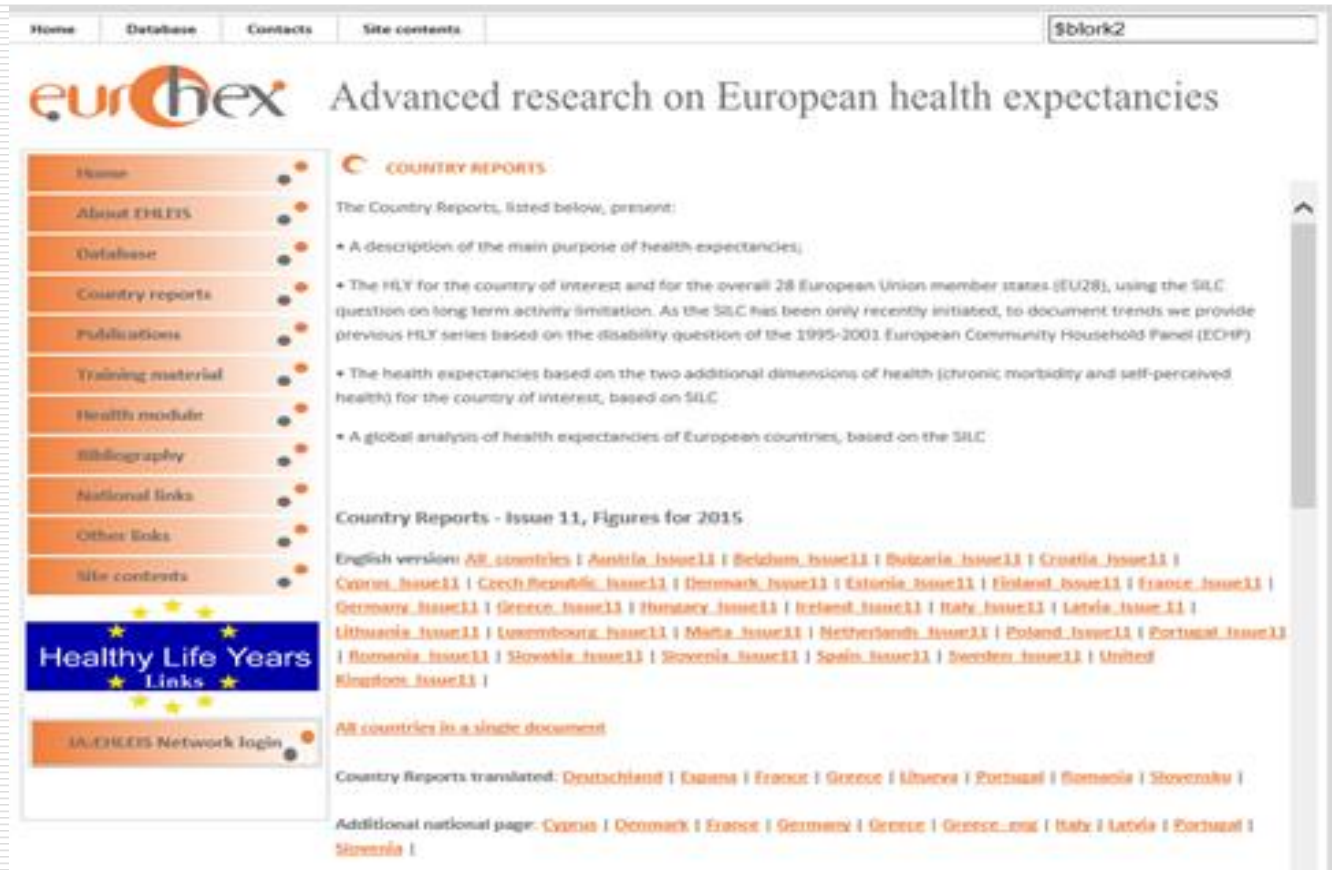 Home Database Contacts Site contents $blork2
eurohex Advanced research on European health expectancies
Home
About EHLEIS
Database
Country reports
Publications
Training material
Health module
Bibliography
National links
Other links
Site contents
Healthy Life Years
Links
JA:EHLEIS Network login
COUNTRY REPORTS
The Country Reports, listed below, present:
• A description of the main purpose of health expectancies;
• The HLY for the country of interest and for the overall 28 European Union member states (EU28), using the SILC
question on long term activity limitation. As the SILC has been only recently initiated, to document trends we provide
previous HLY series based on the disability question of the 1995-2001 European Community Household Panel (ECHP)
• The health expectancies based on the two additional dimensions of health (chronic morbidity and self-perceived
health) for the country of interest, based on SILC
• A global analysis of health expectancies of European countries, based on the SILC
Country Reports - Issue 11, Figures for 2015
English version: All_countries | Austria_Issue11 | Belgium_Issue11 | Bulgaria_Issue11 | Croatia_Issue11 |
Cyprus_Issue11 | Czech Republic_Issue11 | Denmark_Issue11 | Estonia_Issue11 | Finland_Issue11 | France_Issue11 |
Germany_Issue11 | Greece_Issue11 | Hungary_Issue11 | Ireland_Issue11 | Italy_Issue11 | Latvia_Issue 11 |
Lithuania_Issue11 | Luxembourg_Issue11 | Malta_Issue11 | Netherlands_Issue11 | Poland_Issue11 | Portugal_Issue11
| Romania_Issue11 | Slovakia_Issue11 | Slovenia_Issue11 | Spain_Issue11 | Sweden_Issue11 | United
Kingdom_Issue11 |
All countries in a single document
Country Reports translated: Deutschland | Espana | France | Greece | Litueva | Portugal | Romania | Slovensko |
Additional national page: Cyprus | Denmark | France | Germany | Greece | Greece_eng | Italy | Latvia | Portugal |
Slovenia |